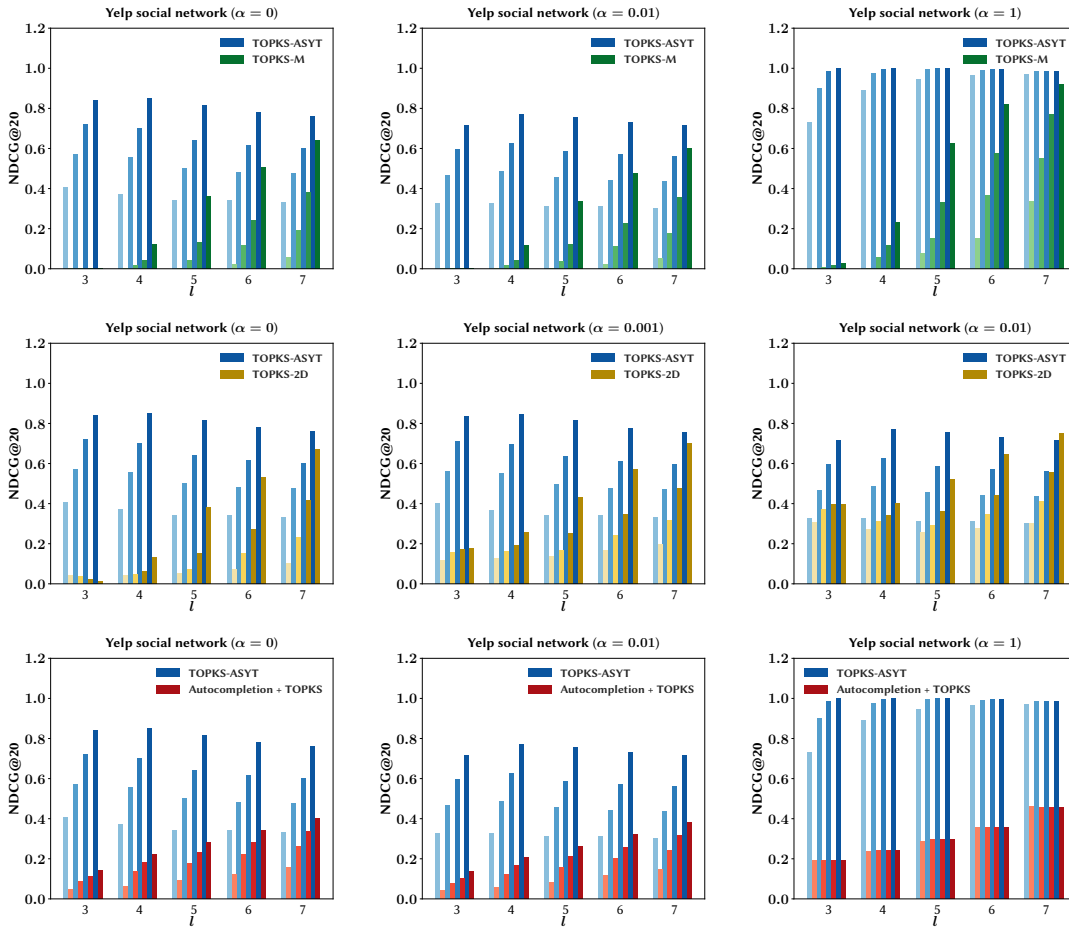 Yelp social network (α = 0)
1.2
1.0
0.8
0.6
0.4
0.2
0.0
NDCG@20
TOPKS-ASYT
TOPKS-M
3 4 5 6 7
l
Yelp social network (α = 0.01)
1.2
1.0
0.8
0.6
0.4
0.2
0.0
NDCG@20
TOPKS-ASYT
TOPKS-M
3 4 5 6 7
l
Yelp social network (α = 1)
1.2
1.0
0.8
0.6
0.4
0.2
0.0
NDCG@20
TOPKS-ASYT
TOPKS-M
3 4 5 6 7
l
Yelp social network (α = 0)
1.2
1.0
0.8
0.6
0.4
0.2
0.0
NDCG@20
TOPKS-ASYT
TOPKS-2D
3 4 5 6 7
l
Yelp social network (α = 0.001)
1.2
1.0
0.8
0.6
0.4
0.2
0.0
NDCG@20
TOPKS-ASYT
TOPKS-2D
3 4 5 6 7
l
Yelp social network (α = 0.01)
1.2
1.0
0.8
0.6
0.4
0.2
0.0
NDCG@20
TOPKS-ASYT
TOPKS-2D
3 4 5 6 7
l
Yelp social network (α = 0)
1.2
1.0
0.8
0.6
0.4
0.2
0.0
NDCG@20
TOPKS-ASYT
Autocompletion + TOPKS
3 4 5 6 7
l
Yelp social network (α = 0.01)
1.2
1.0
0.8
0.6
0.4
0.2
0.0
NDCG@20
TOPKS-ASYT
Autocompletion + TOPKS
3 4 5 6 7
l
Yelp social network (α = 1)
1.2
1.0
0.8
0.6
0.4
0.2
0.0
NDCG@20
TOPKS-ASYT
Autocompletion + TOPKS
3 4 5 6 7
l